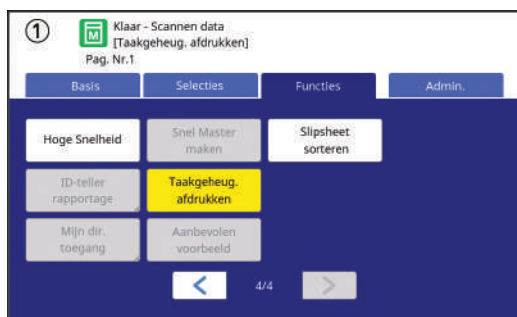 ①
M
Klaar - Scannen data
[Taakgeheug. afdrukken]
Pag. Nr.1
Basis
Selecties
Functies
Admin.
Hoge Snelheid
Snel Master
maken
Slipsheet
sorteren
ID-teller
rapportage
Taakgeheug.
afdrukken
Mijn dir.
toegang
Aanbevolen
voorbeeld
<
4/4
>